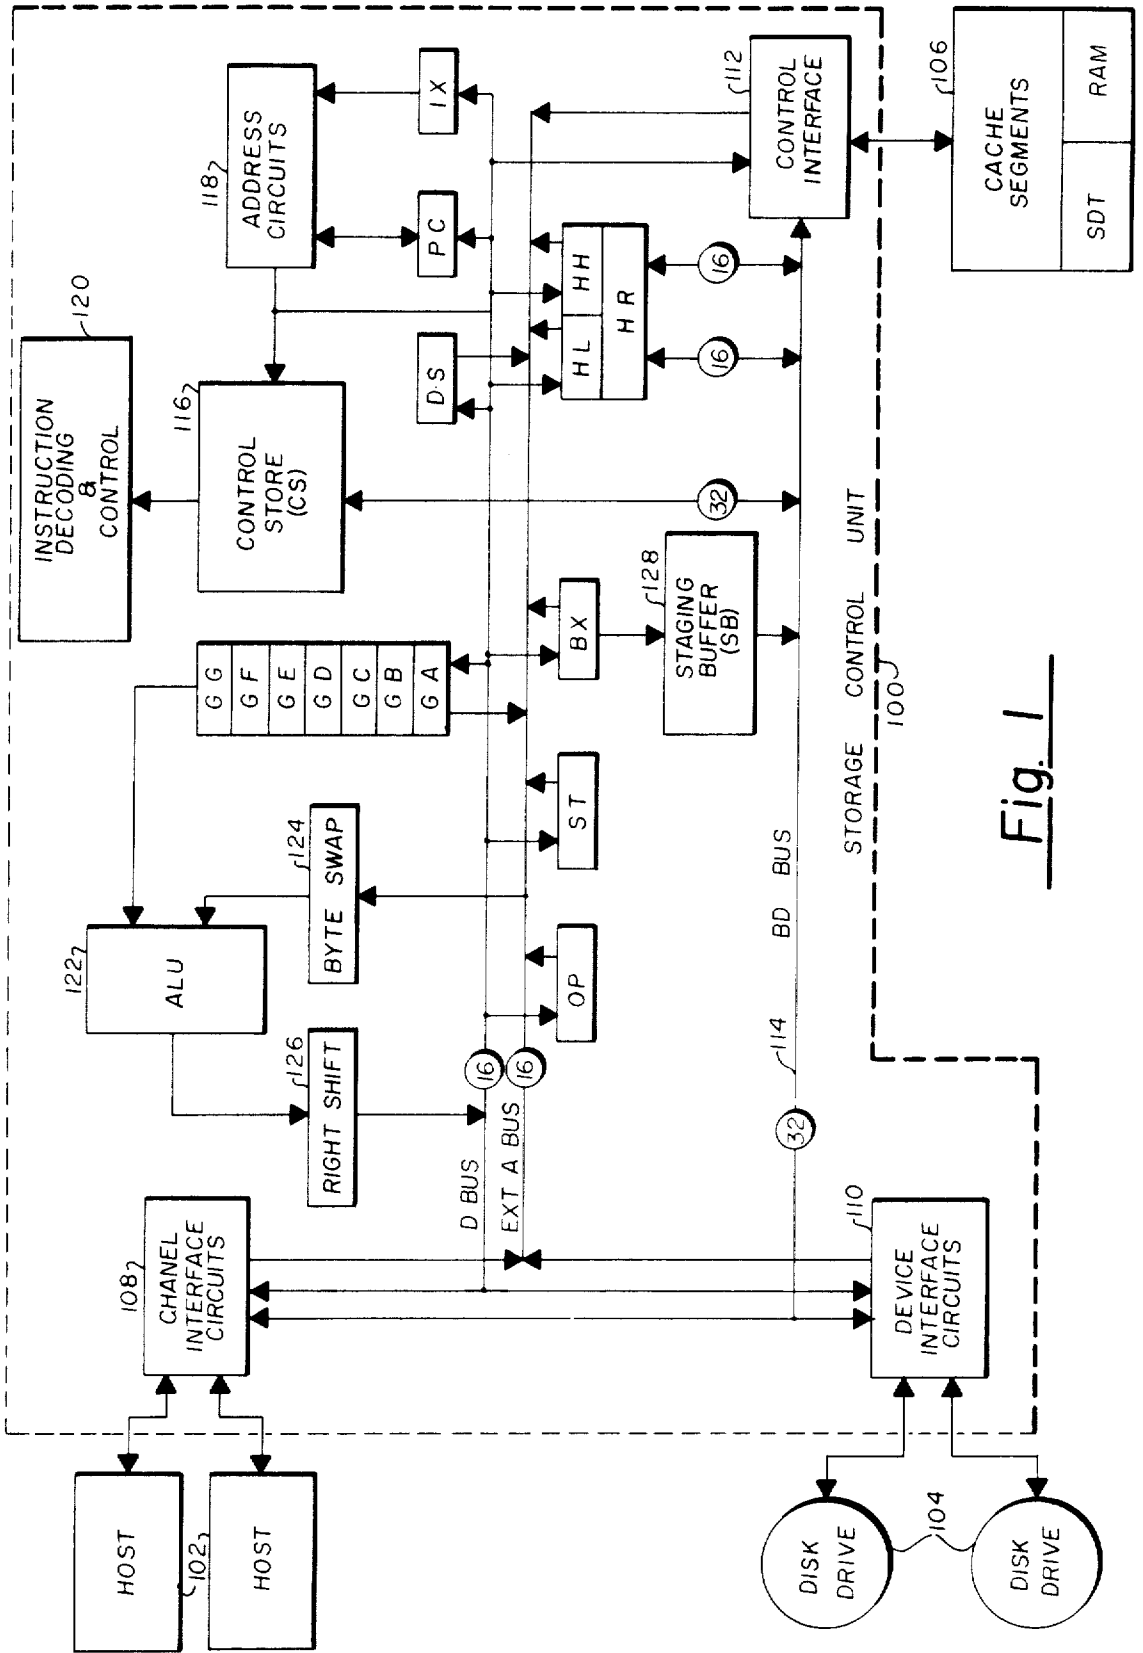 HOST
102
HOST
108
CHANEL
INTERFACE
CIRCUITS
122
ALU
126
RIGHT SHIFT
124
BYTE SWAP
GG
GF
GE
GD
GC
GB
GA
120
INSTRUCTION
DECODING
&
CONTROL
116
CONTROL
STORE
(CS)
118
ADDRESS
CIRCUITS
DS
PC
IX
D BUS
16
EXT A BUS
16
OP
ST
BX
HL
HH
HR
16
16
32
128
STAGING
BUFFER
(SB)
112
CONTROL
INTERFACE
32
114
BD BUS
STORAGE CONTROL UNIT
100
110
DEVICE
INTERFACE
CIRCUITS
DISK
DRIVE
104
DISK
DRIVE
106
CACHE
SEGMENTS
SDT
RAM
Fig. 1